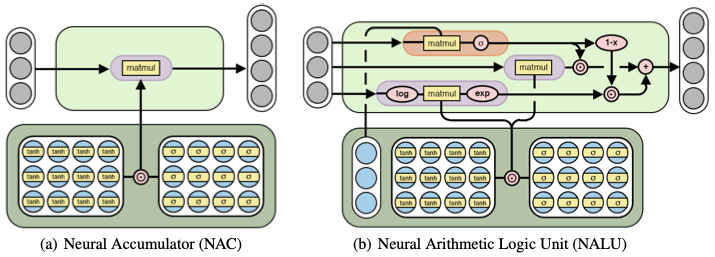 matmul
tanh tanh tanh tanh σ σ σ σ
tanh tanh tanh tanh σ σ σ σ
tanh tanh tanh tanh σ σ σ σ
(a) Neural Accumulator (NAC)
matmul σ 1-x
matmul +
log matmul exp
tanh tanh tanh tanh σ σ σ σ
tanh tanh tanh tanh σ σ σ σ
tanh tanh tanh tanh σ σ σ σ
(b) Neural Arithmetic Logic Unit (NALU)